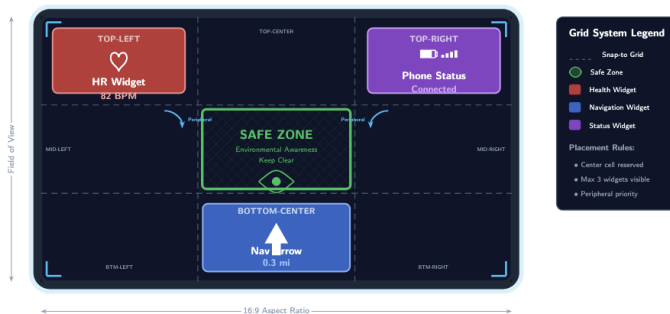 TOP-LEFT
HR Widget
82 BPM
TOP-CENTER
TOP-RIGHT
Phone Status
Connected
Peripheral
Peripheral
MID-LEFT
SAFE ZONE
Environmental Awareness
Keep Clear
MID-RIGHT
BTM-LEFT
BOTTOM-CENTER
Nav Arrow
0.3 mi
BTM-RIGHT
Field of View
16:9 Aspect Ratio
Grid System Legend
Snap-to Grid
Safe Zone
Health Widget
Navigation Widget
Status Widget
Placement Rules:
• Center cell reserved
• Max 3 widgets visible
• Peripheral priority